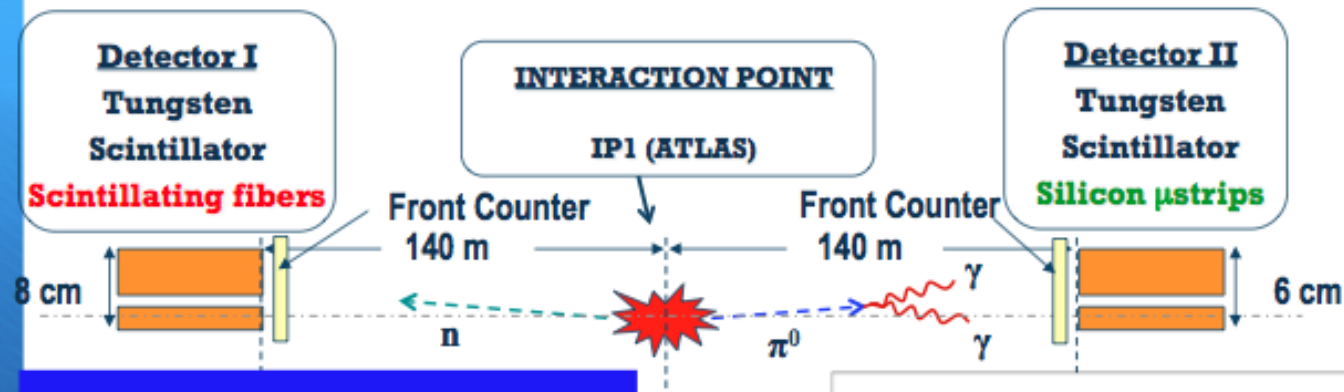 Detector I
Tungsten
Scintillator
Scintillating fibers
INTERACTION POINT
IP1 (ATLAS)
Detector II
Tungsten
Scintillator
Silicon μstrips
Front Counter
140 m
Front Counter
140 m
8 cm
n
π⁰
γ
γ
6 cm